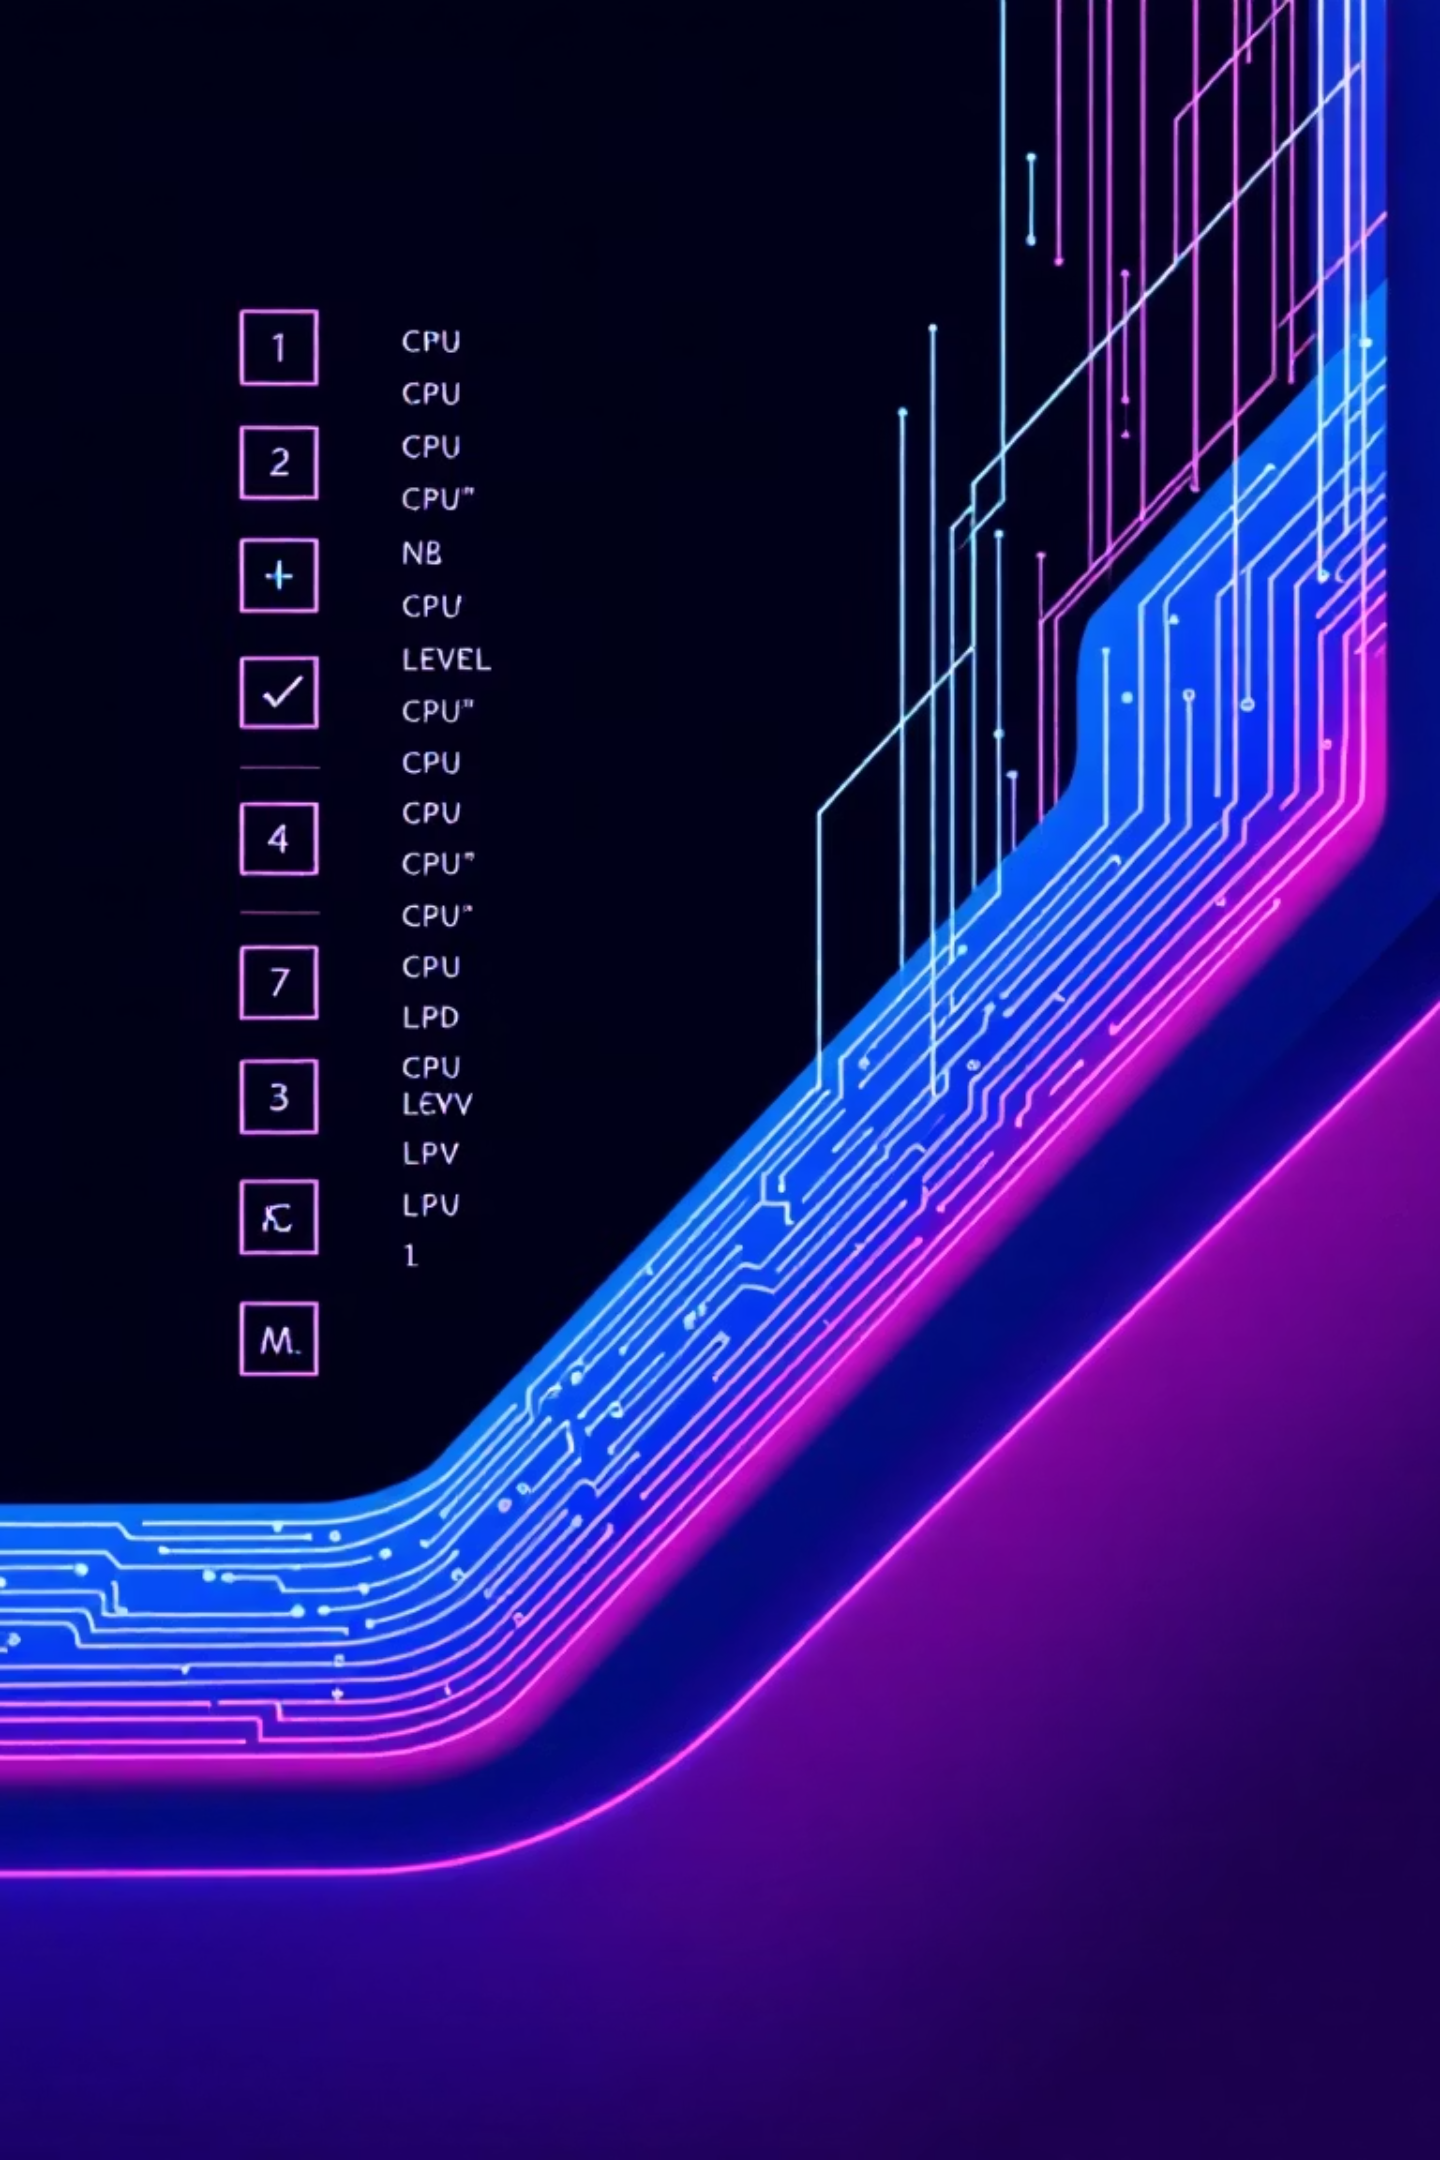 1
2
+
✓
4
7
3
M.
CPU
CPU
CPU
CPU"
NB
CPU'
LEVEL
CPU"
CPU
CPU
CPU"
CPU"
CPU
LPD
CPU
LEVV
LPV
LPU
1